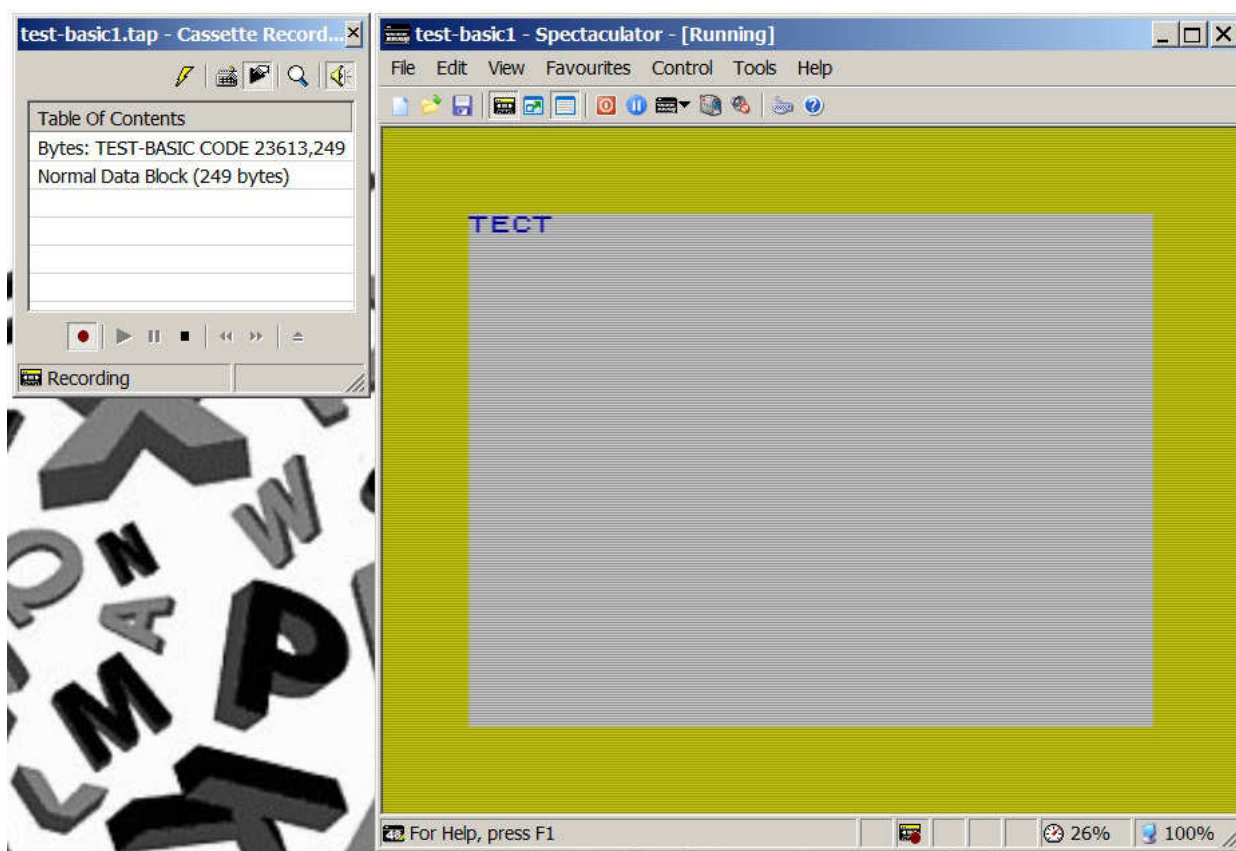 test-basic1.tap - Cassette Record...
Table Of Contents
Bytes: TEST-BASIC CODE 23613,249
Normal Data Block (249 bytes)
Recording
test-basic1 - Spectaculator - [Running]
File Edit View Favourites Control Tools Help
ТЕСТ
For Help, press F1
26%
100%
O
N
W
A
M
P
L